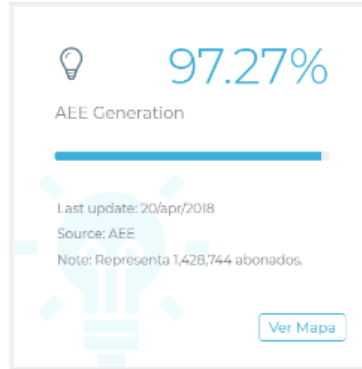 97.27%
AEE Generation
Last update: 20/apr/2018
Source: AEE
Note: Representa 1,428,744 abonados.
Ver Mapa